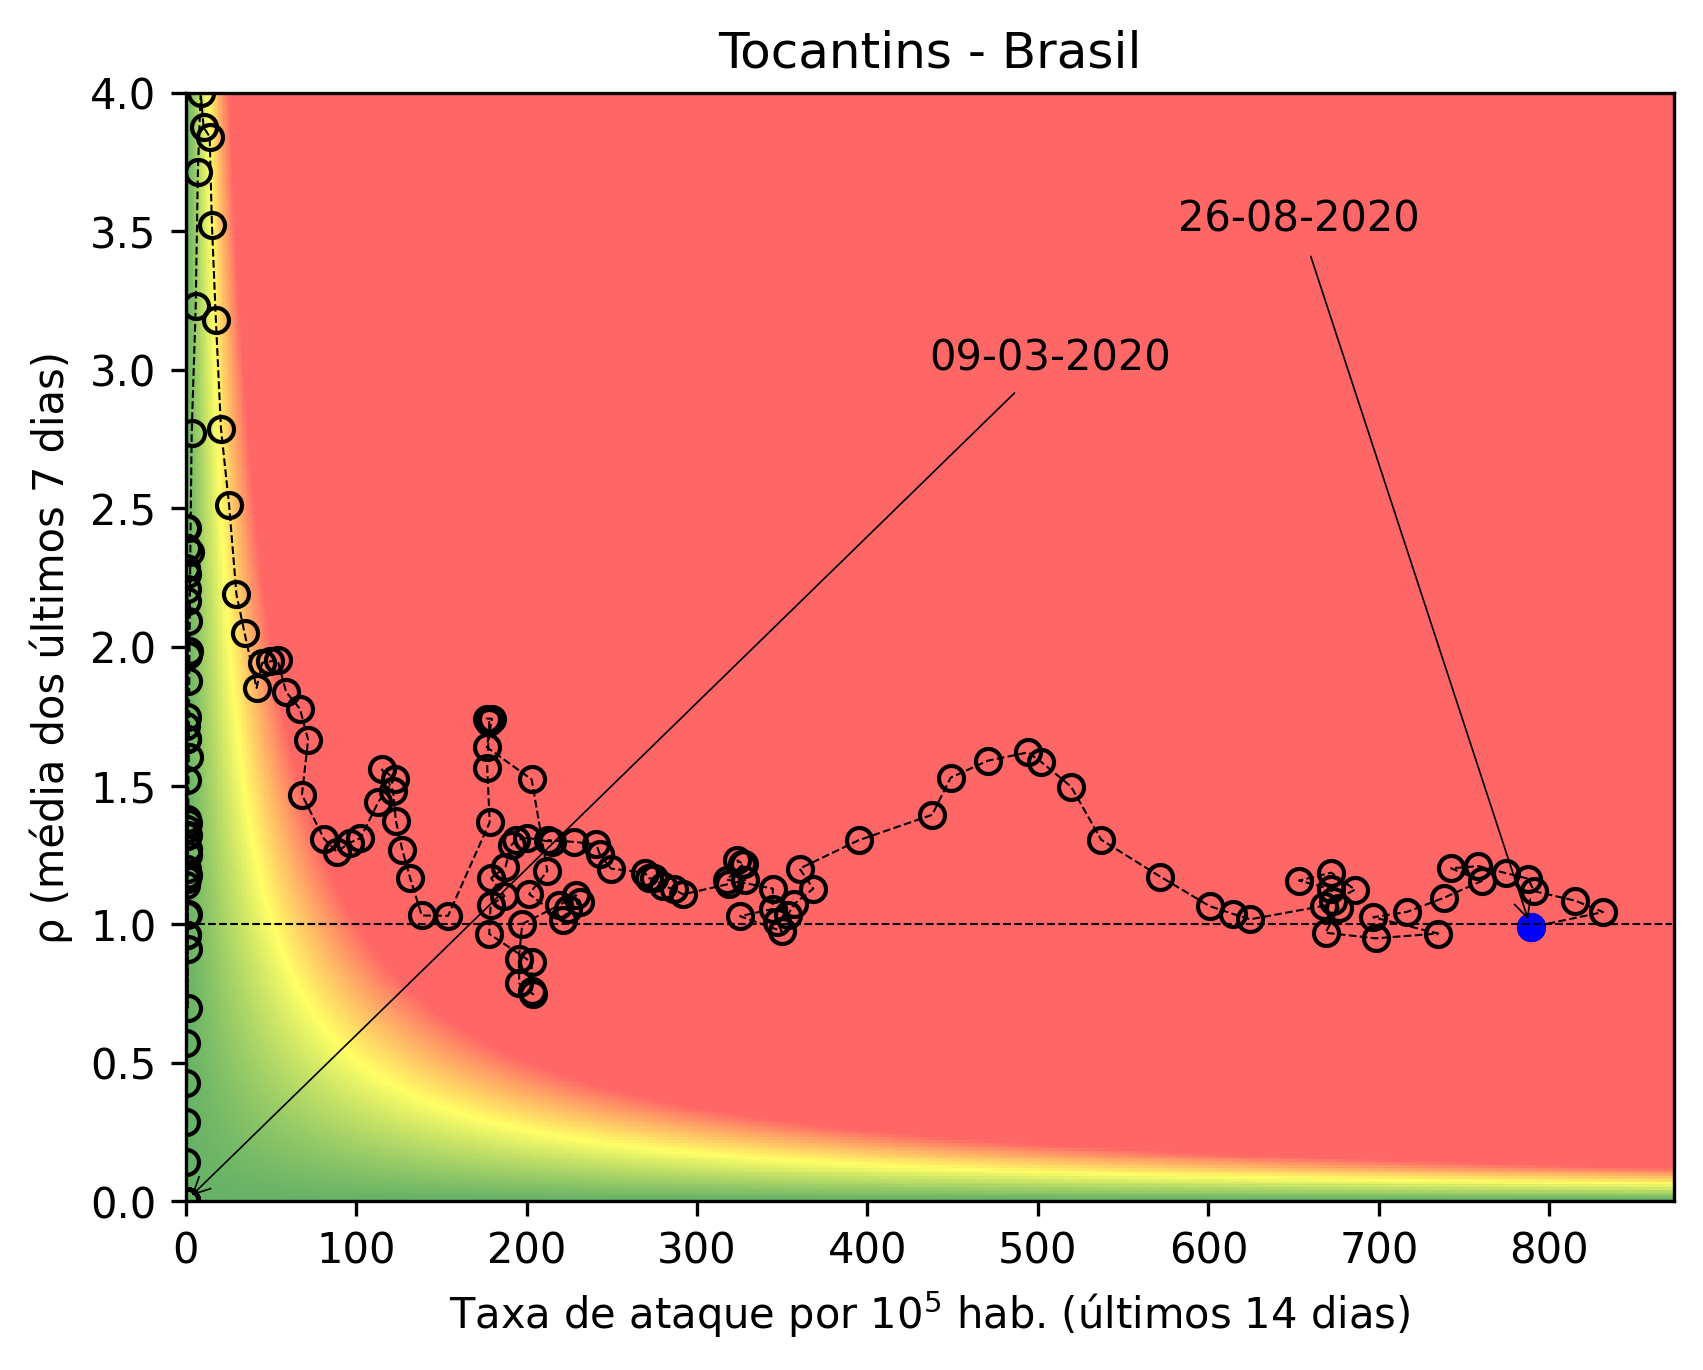 Tocantins - Brasil
4.0
3.5
3.0
2.5
2.0
1.5
1.0
0.5
0.0
ρ (média dos últimos 7 dias)
26-08-2020
09-03-2020
0 100 200 300 400 500 600 700 800
Taxa de ataque por 10⁵ hab. (últimos 14 dias)